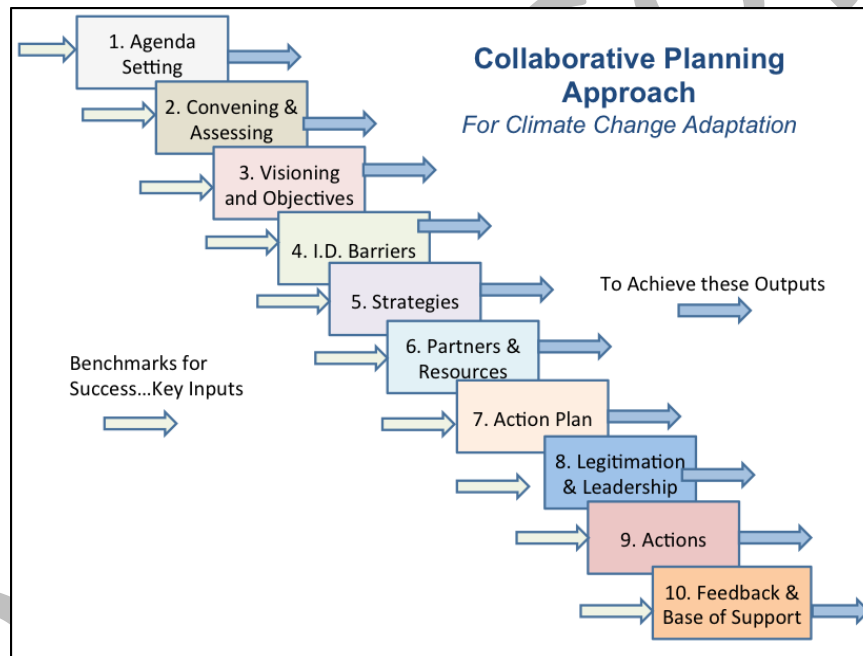 1. Agenda
Setting
Collaborative Planning
Approach
For Climate Change Adaptation
2. Convening &
Assessing
3. Visioning
and Objectives
4. I.D. Barriers
5. Strategies
To Achieve these Outputs
6. Partners &
Resources
Benchmarks for
Success...Key Inputs
7. Action Plan
8. Legitimation
& Leadership
9. Actions
10. Feedback &
Base of Support